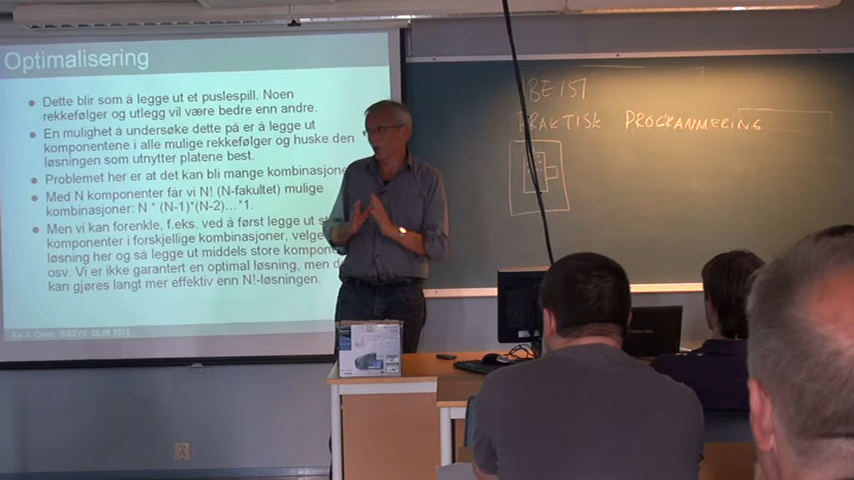 Optimalisering
Dette blir som å legge ut et puslespill. Noen
rekkefølger og utlegg vil være bedre enn andre.
En mulighet å undersøke dette på er å legge ut
komponentene i alle mulige rekkefølger og huske den
løsningen som utnytter platene best.
Problemet her er at det kan bli mange kombinasjoner
Med N komponenter får vi N! (N-fakultet) mulige
kombinasjoner: N * (N-1)*(N-2)...*1.
Men vi kan forenkle, f.eks. ved å først legge ut
komponenter i forskjellige kombinasjoner, velge
løsning her og så legge ut middels store kompone
osv. Vi er ikke garantert en optimal løsning, men d
kan gjøres langt mer effektiv enn N!-løsningen.
BE151
PRAKTISK PROGRAMMERING